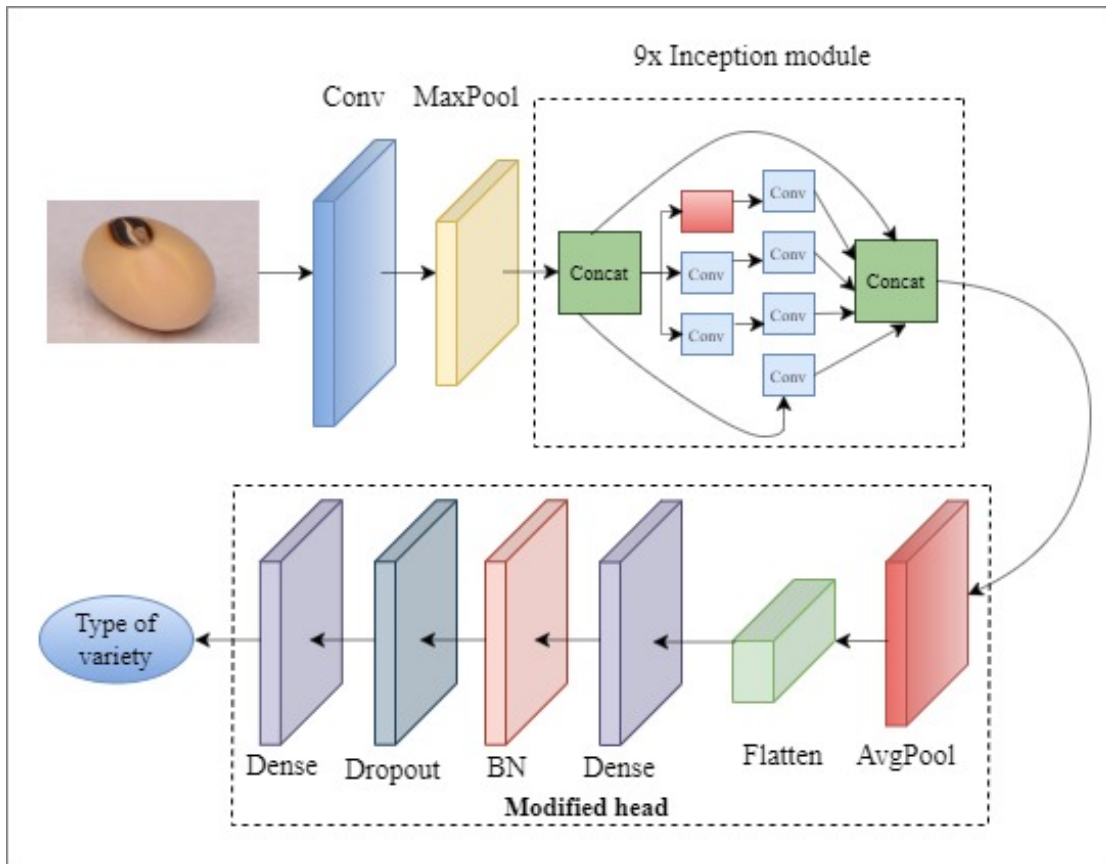 9x Inception module
Conv
MaxPool
Conv
Concat
Conv
Conv
Concat
Conv
Conv
Conv
Type of
variety
Dense
Dropout
BN
Dense
Flatten
AvgPool
Modified head